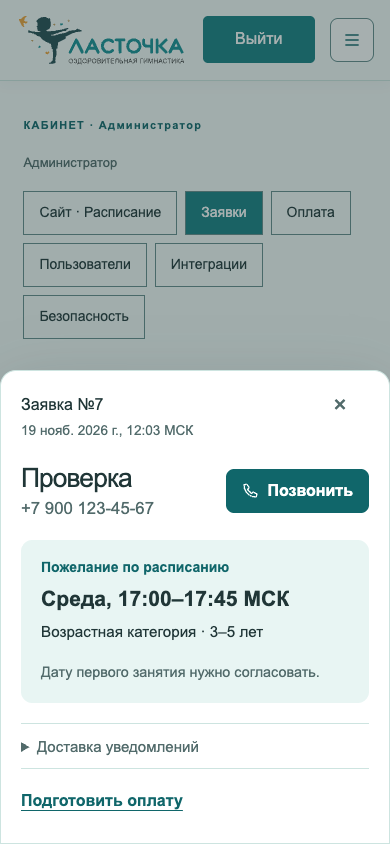 ЛАСТОЧКА
ОЗДОРОВИТЕЛЬНАЯ ГИМНАСТИКА
Выйти
КАБИНЕТ · Администратор
Администратор
Сайт · Расписание
Заявки
Оплата
Пользователи
Интеграции
Безопасность
Заявка №7
19 нояб. 2026 г., 12:03 МСК
Проверка
+7 900 123-45-67
Позвонить
Пожелание по расписанию
Среда, 17:00–17:45 МСК
Возрастная категория · 3–5 лет
Дату первого занятия нужно согласовать.
Доставка уведомлений
Подготовить оплату